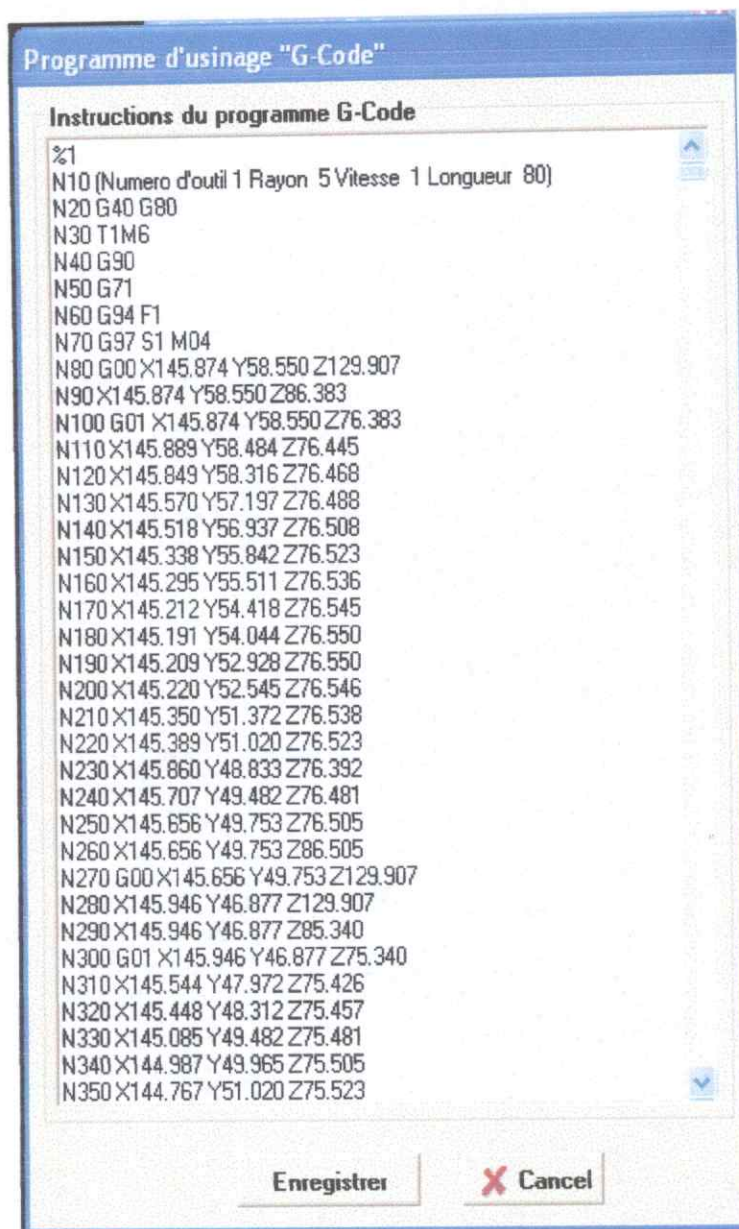 Programme d'usinage "G-Code"
Instructions du programme G-Code
%1
N10 (Numero d'outil 1 Rayon 5 Vitesse 1 Longueur 80)
N20 G40 G80
N30 T1M6
N40 G90
N50 G71
N60 G94 F1
N70 G97 S1 M04
N80 G00 X145.874 Y58.550 Z129.907
N90 X145.874 Y58.550 Z86.383
N100 G01 X145.874 Y58.550 Z76.383
N110 X145.889 Y58.484 Z76.445
N120 X145.849 Y58.316 Z76.468
N130 X145.570 Y57.197 Z76.488
N140 X145.518 Y56.937 Z76.508
N150 X145.338 Y55.842 Z76.523
N160 X145.295 Y55.511 Z76.536
N170 X145.212 Y54.418 Z76.545
N180 X145.191 Y54.044 Z76.550
N190 X145.209 Y52.928 Z76.550
N200 X145.220 Y52.545 Z76.546
N210 X145.350 Y51.372 Z76.538
N220 X145.389 Y51.020 Z76.523
N230 X145.860 Y48.833 Z76.392
N240 X145.707 Y49.482 Z76.481
N250 X145.656 Y49.753 Z76.505
N260 X145.656 Y49.753 Z86.505
N270 G00 X145.656 Y49.753 Z129.907
N280 X145.946 Y46.877 Z129.907
N290 X145.946 Y46.877 Z85.340
N300 G01 X145.946 Y46.877 Z75.340
N310 X145.544 Y47.972 Z75.426
N320 X145.448 Y48.312 Z75.457
N330 X145.085 Y49.482 Z75.481
N340 X144.987 Y49.965 Z75.505
N350 X144.767 Y51.020 Z75.523
Enregistrer
Cancel